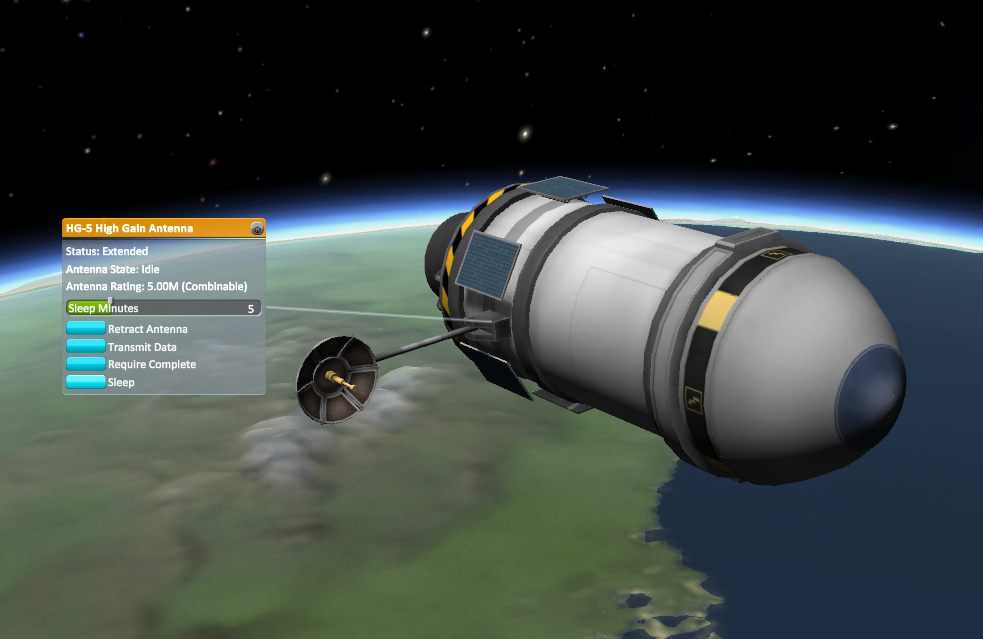 HG-5 High Gain Antenna
Status: Extended
Antenna State: Idle
Antenna Rating: 5.00M (Combinable)
Sleep Minutes 5
Retract Antenna
Transmit Data
Require Complete
Sleep